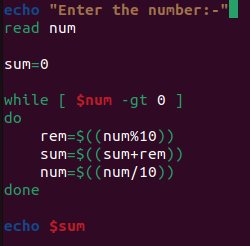 echo "Enter the number:-"
read num
sum=0
while [ $num -gt 0 ]
do
rem=$((num%10))
sum=$((sum+rem))
num=$((num/10))
done
echo $sum